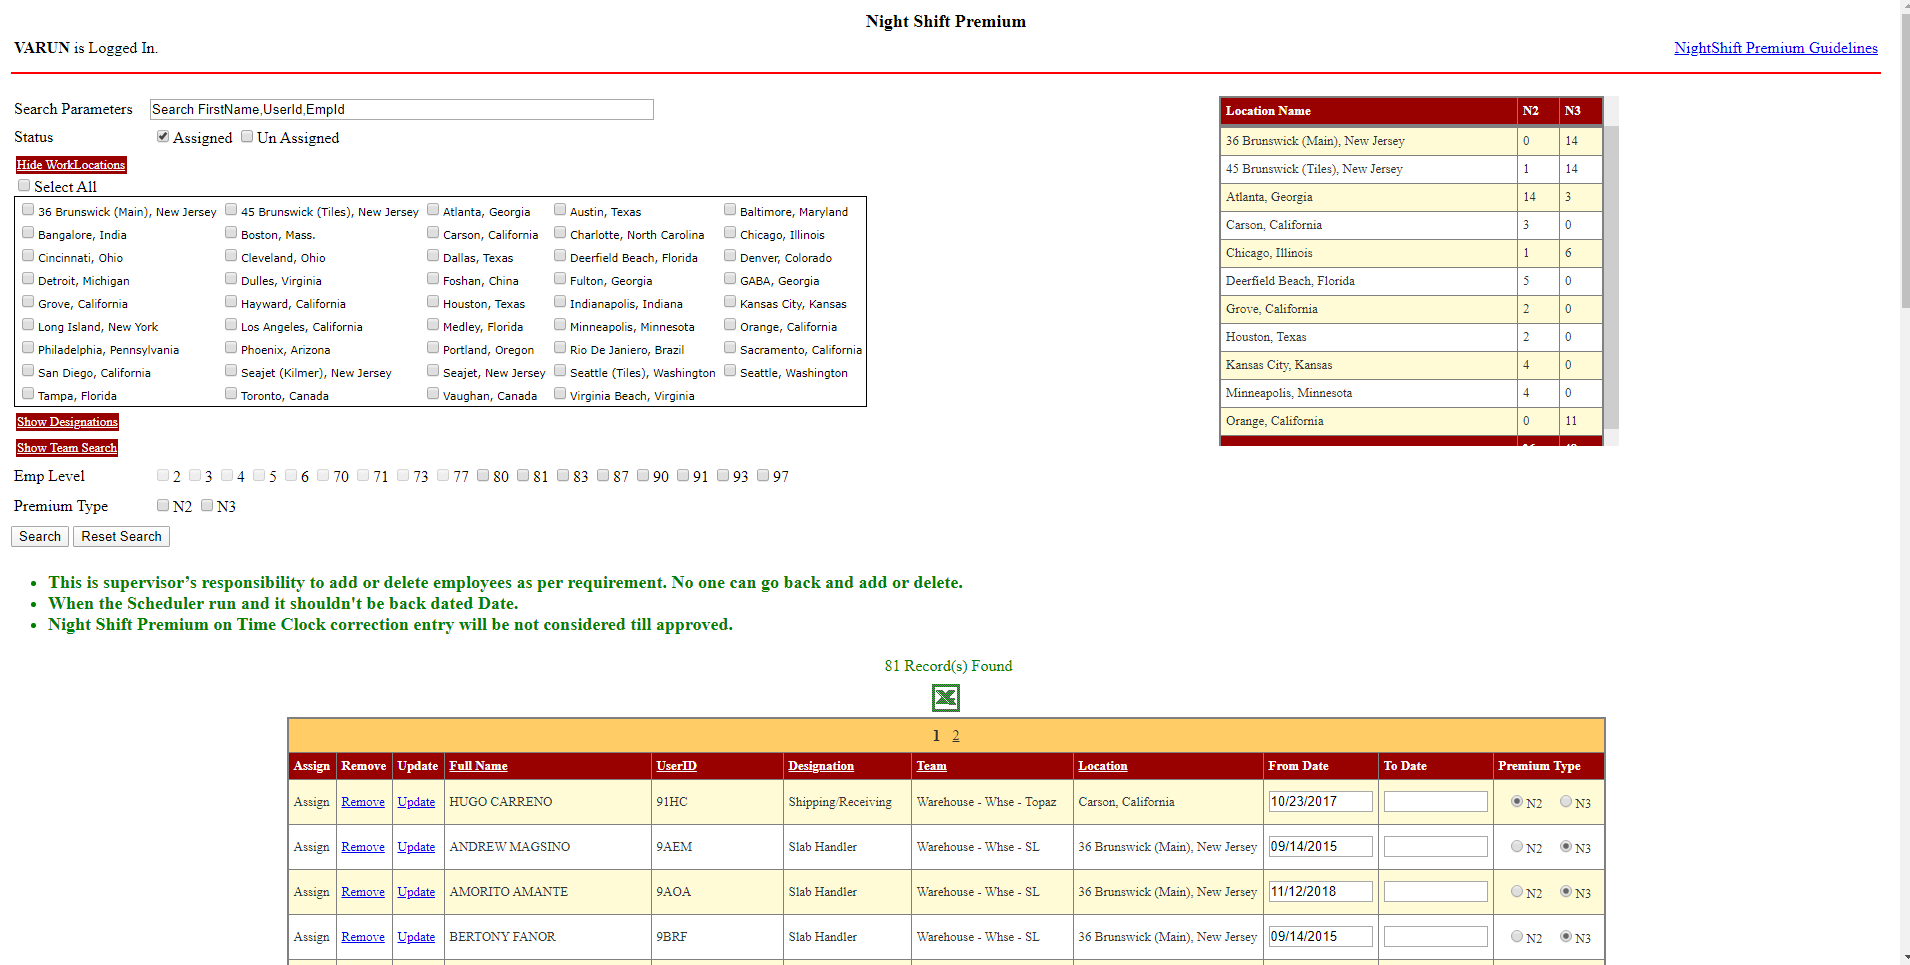 Night Shift Premium
VARUN is Logged In.
NightShift Premium Guidelines
Search Parameters Search FirstName,UserId,EmpId
Status Assigned Un Assigned
Hide WorkLocations
Select All
36 Brunswick (Main), New Jersey 45 Brunswick (Tiles), New Jersey Atlanta, Georgia Austin, Texas Baltimore, Maryland
Bangalore, India Boston, Mass. Carson, California Charlotte, North Carolina Chicago, Illinois
Cincinnati, Ohio Cleveland, Ohio Dallas, Texas Deerfield Beach, Florida Denver, Colorado
Detroit, Michigan Dulles, Virginia Foshan, China Fulton, Georgia GABA, Georgia
Grove, California Hayward, California Houston, Texas Indianapolis, Indiana Kansas City, Kansas
Long Island, New York Los Angeles, California Medley, Florida Minneapolis, Minnesota Orange, California
Philadelphia, Pennsylvania Phoenix, Arizona Portland, Oregon Rio De Janiero, Brazil Sacramento, California
San Diego, California Seajet (Kilmer), New Jersey Seajet, New Jersey Seattle (Tiles), Washington Seattle, Washington
Tampa, Florida Toronto, Canada Vaughan, Canada Virginia Beach, Virginia
Show Designations
Show Team Search
Emp Level 2 3 4 5 6 70 71 73 77 80 81 83 87 90 91 93 97
Premium Type N2 N3
Search Reset Search
Location Name N2 N3
36 Brunswick (Main), New Jersey 0 14
45 Brunswick (Tiles), New Jersey 1 14
Atlanta, Georgia 14 3
Carson, California 3 0
Chicago, Illinois 1 6
Deerfield Beach, Florida 5 0
Grove, California 2 0
Houston, Texas 2 0
Kansas City, Kansas 4 0
Minneapolis, Minnesota 4 0
Orange, California 0 11
• This is supervisor’s responsibility to add or delete employees as per requirement. No one can go back and add or delete.
• When the Scheduler run and it shouldn't be back dated Date.
• Night Shift Premium on Time Clock correction entry will be not considered till approved.
81 Record(s) Found
1 2
Assign Remove Update Full Name UserID Designation Team Location From Date To Date Premium Type
Assign Remove Update HUGO CARRENO 91HC Shipping/Receiving Warehouse - Whse - Topaz Carson, California 10/23/2017 N2 N3
Assign Remove Update ANDREW MAGSINO 9AEM Slab Handler Warehouse - Whse - SL 36 Brunswick (Main), New Jersey 09/14/2015 N2 N3
Assign Remove Update AMORITO AMANTE 9AOA Slab Handler Warehouse - Whse - SL 36 Brunswick (Main), New Jersey 11/12/2018 N2 N3
Assign Remove Update BERTONY FANOR 9BRF Slab Handler Warehouse - Whse - SL 36 Brunswick (Main), New Jersey 09/14/2015 N2 N3